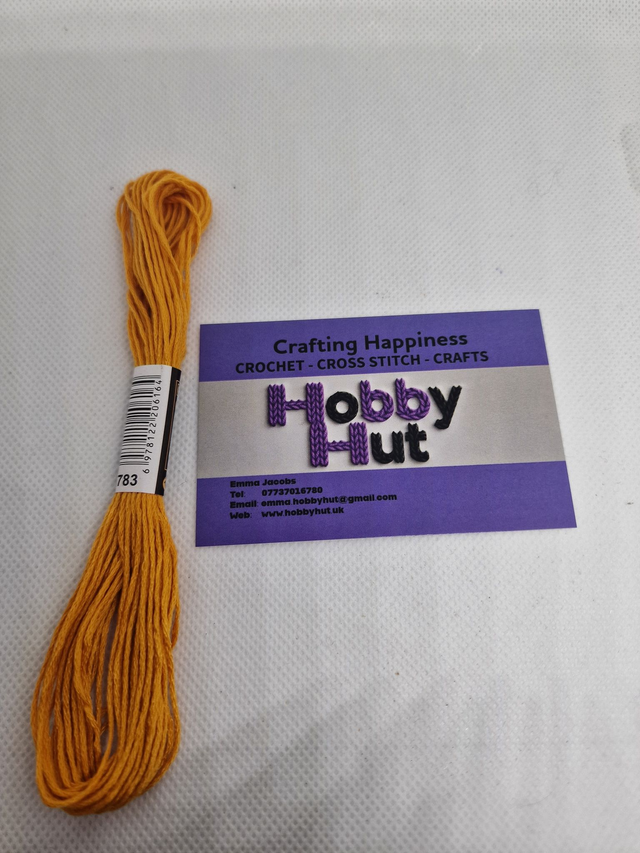 783
6 978122 206164
Crafting Happiness
CROCHET - CROSS STITCH - CRAFTS
Hobby
Hut
Emma Jacobs
Tel: 07737016780
Email: emma.hobbyhut@gmail.com
Web: www.hobbyhut.uk